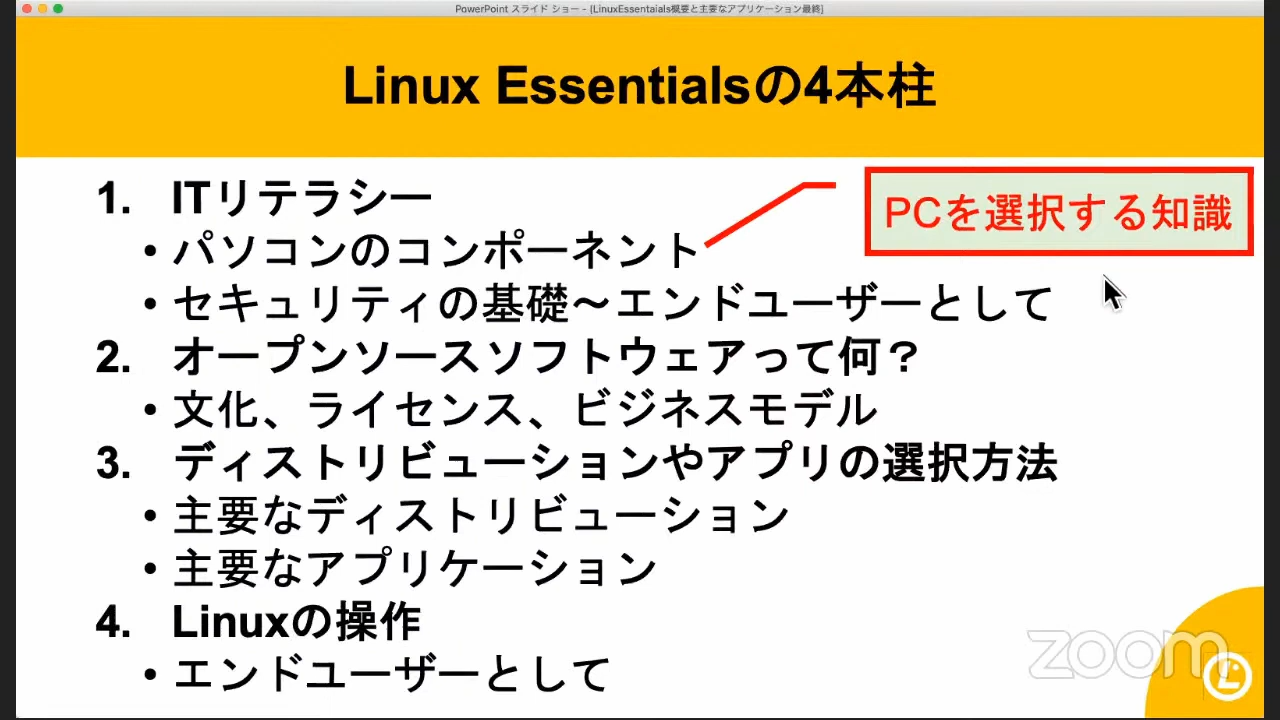 PowerPoint スライド ショー - [LinuxEssentaials概要と主要なアプリケーション最終]
Linux Essentialsの4本柱
1. ITリテラシー
• パソコンのコンポーネント
PCを選択する知識
• セキュリティの基礎～エンドユーザーとして
2. オープンソースソフトウェアって何？
• 文化、ライセンス、ビジネスモデル
3. ディストリビューションやアプリの選択方法
• 主要なディストリビューション
• 主要なアプリケーション
4. Linuxの操作
• エンドユーザーとして
zoom